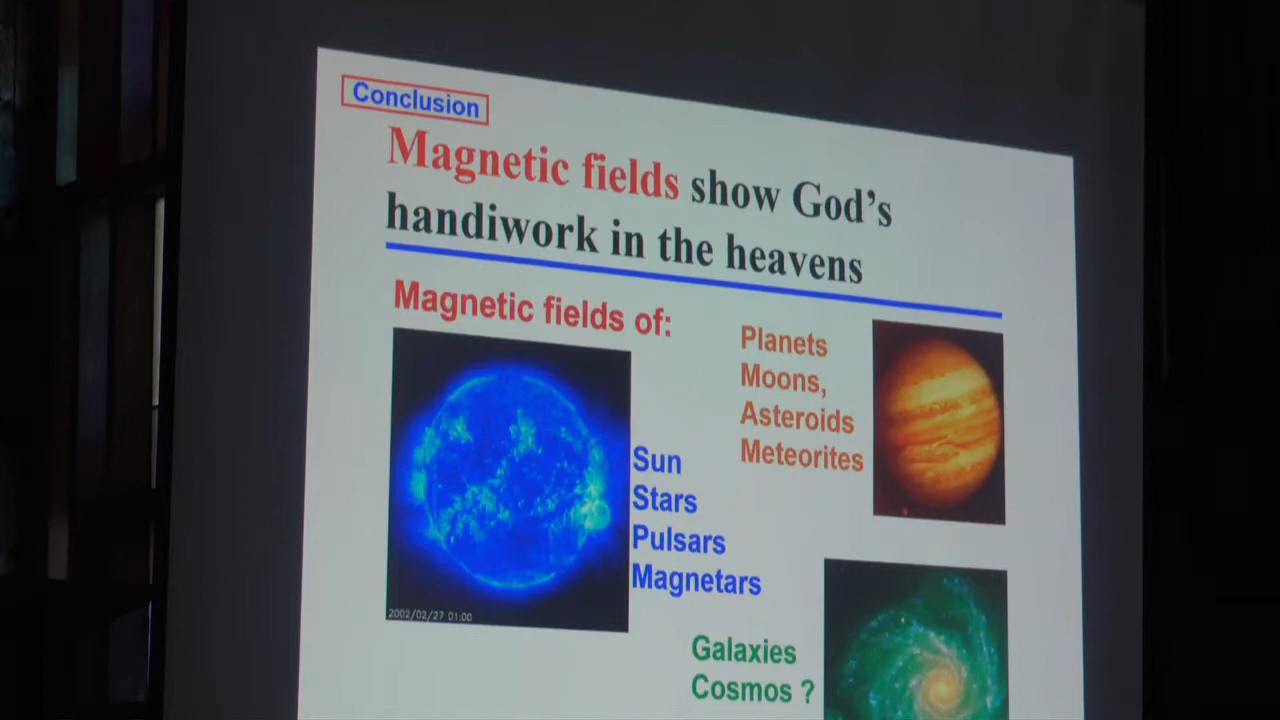 Conclusion
Magnetic fields show God's
handiwork in the heavens
Magnetic fields of:
Planets
Moons,
Asteroids
Meteorites
Sun
Stars
Pulsars
Magnetars
2002/02/27 01:00
Galaxies
Cosmos ?